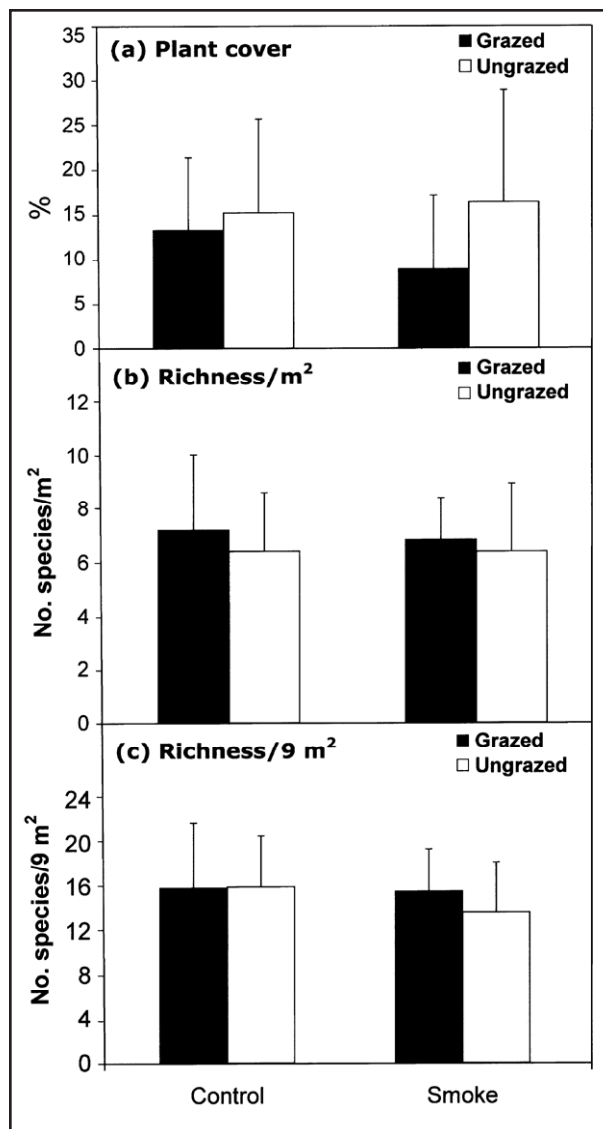 (a) Plant cover
Grazed
Ungrazed
35
30
25
20
15
10
5
0
%
(b) Richness/m²
Grazed
Ungrazed
12
10
8
6
4
2
0
No. species/m²
(c) Richness/9 m²
Grazed
Ungrazed
24
20
16
12
8
4
0
No. species/9 m²
Control Smoke